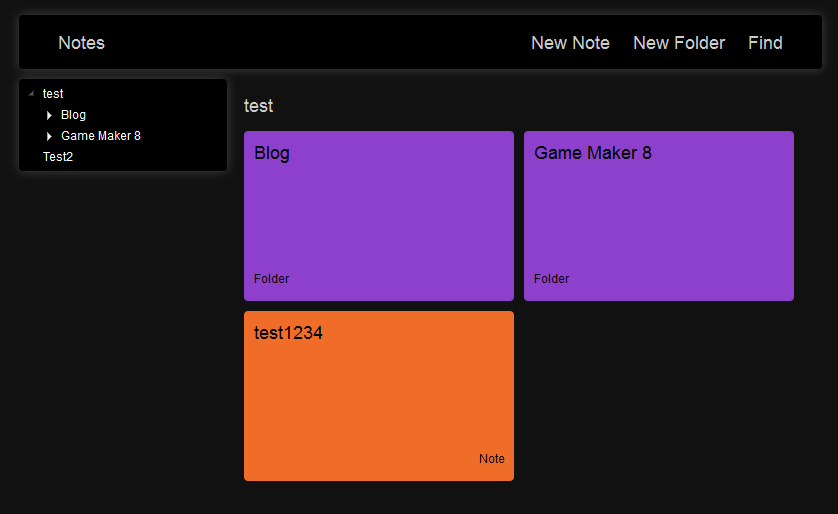 Notes New Note New Folder Find
test
Blog
Game Maker 8
Test2
test
Blog Game Maker 8
Folder Folder
test1234
Note